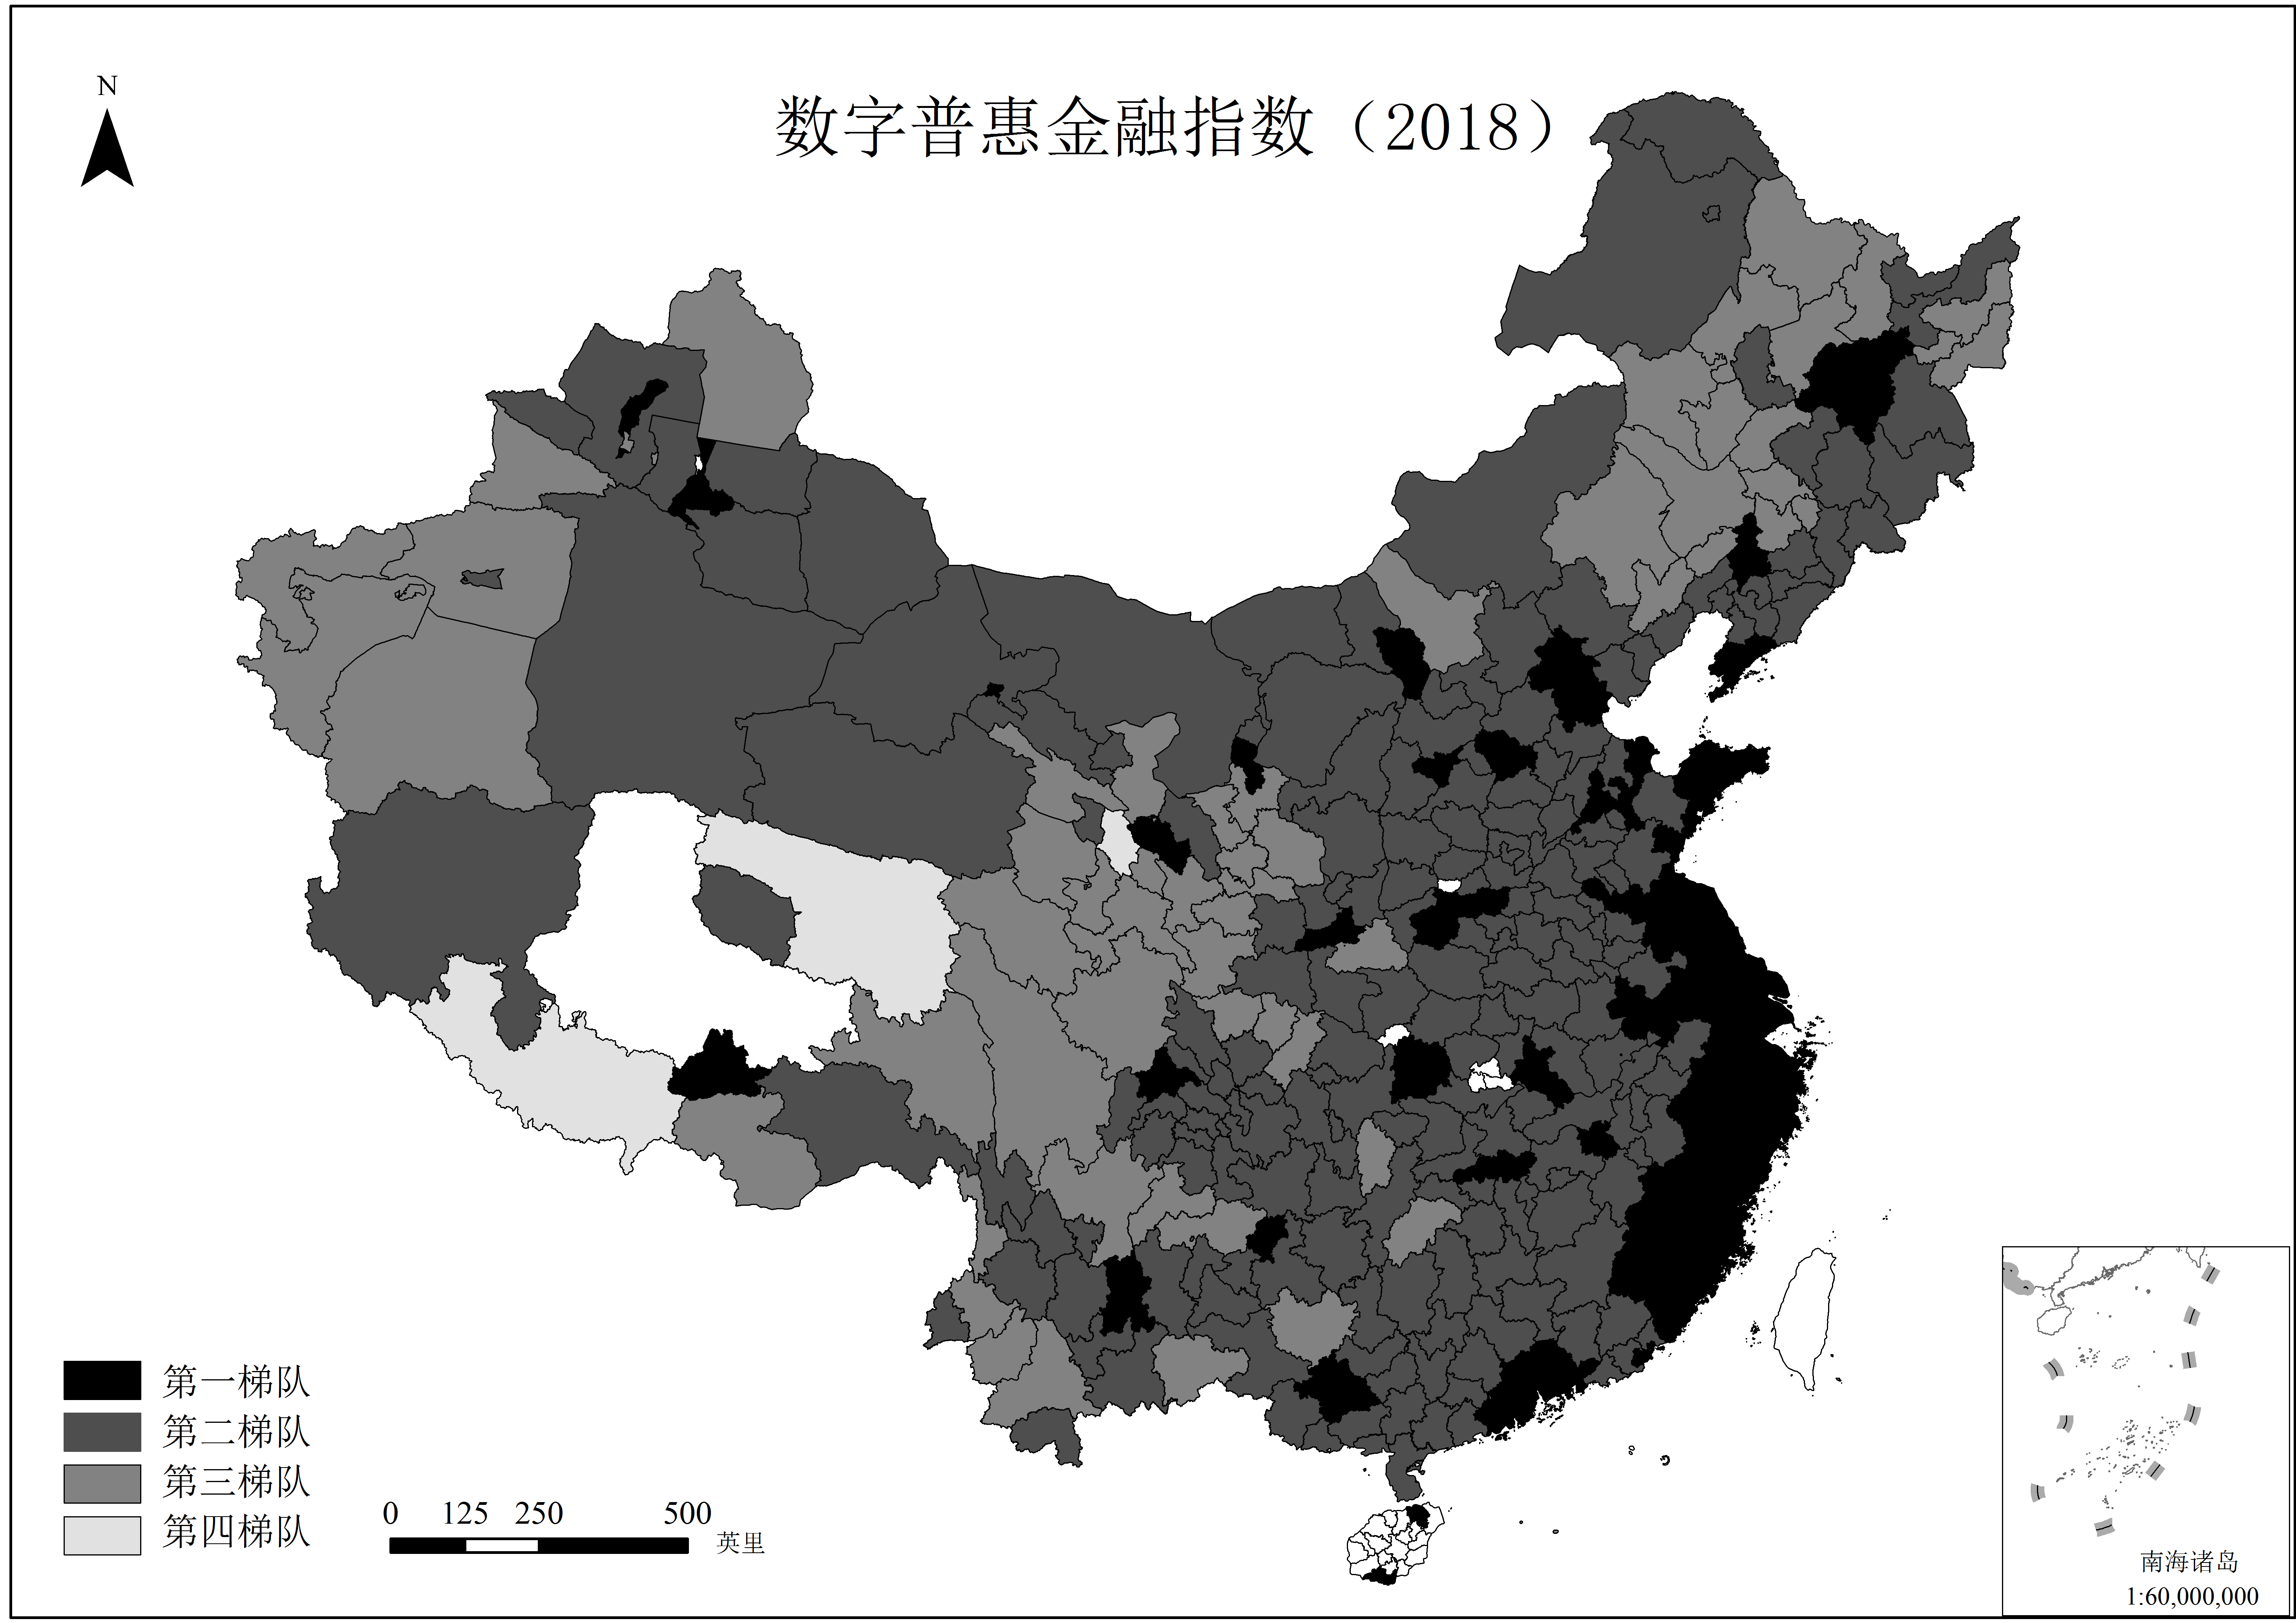 N
数字普惠金融指数（2018）
第一梯队
第二梯队
第三梯队
第四梯队
0 125 250 500
英里
南海诸岛
1:60,000,000